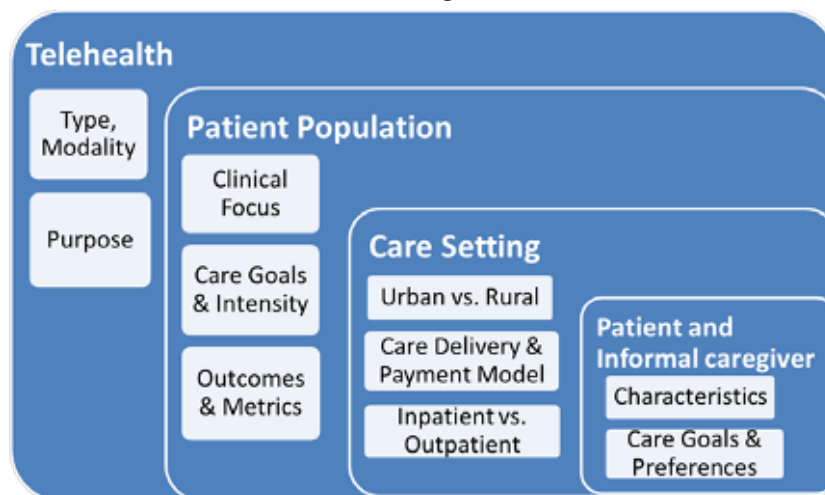 Telehealth
Type,
Modality
Purpose
Patient Population
Clinical
Focus
Care Goals
& Intensity
Outcomes
& Metrics
Care Setting
Urban vs. Rural
Care Delivery &
Payment Model
Inpatient vs.
Outpatient
Patient and
Informal caregiver
Characteristics
Care Goals &
Preferences